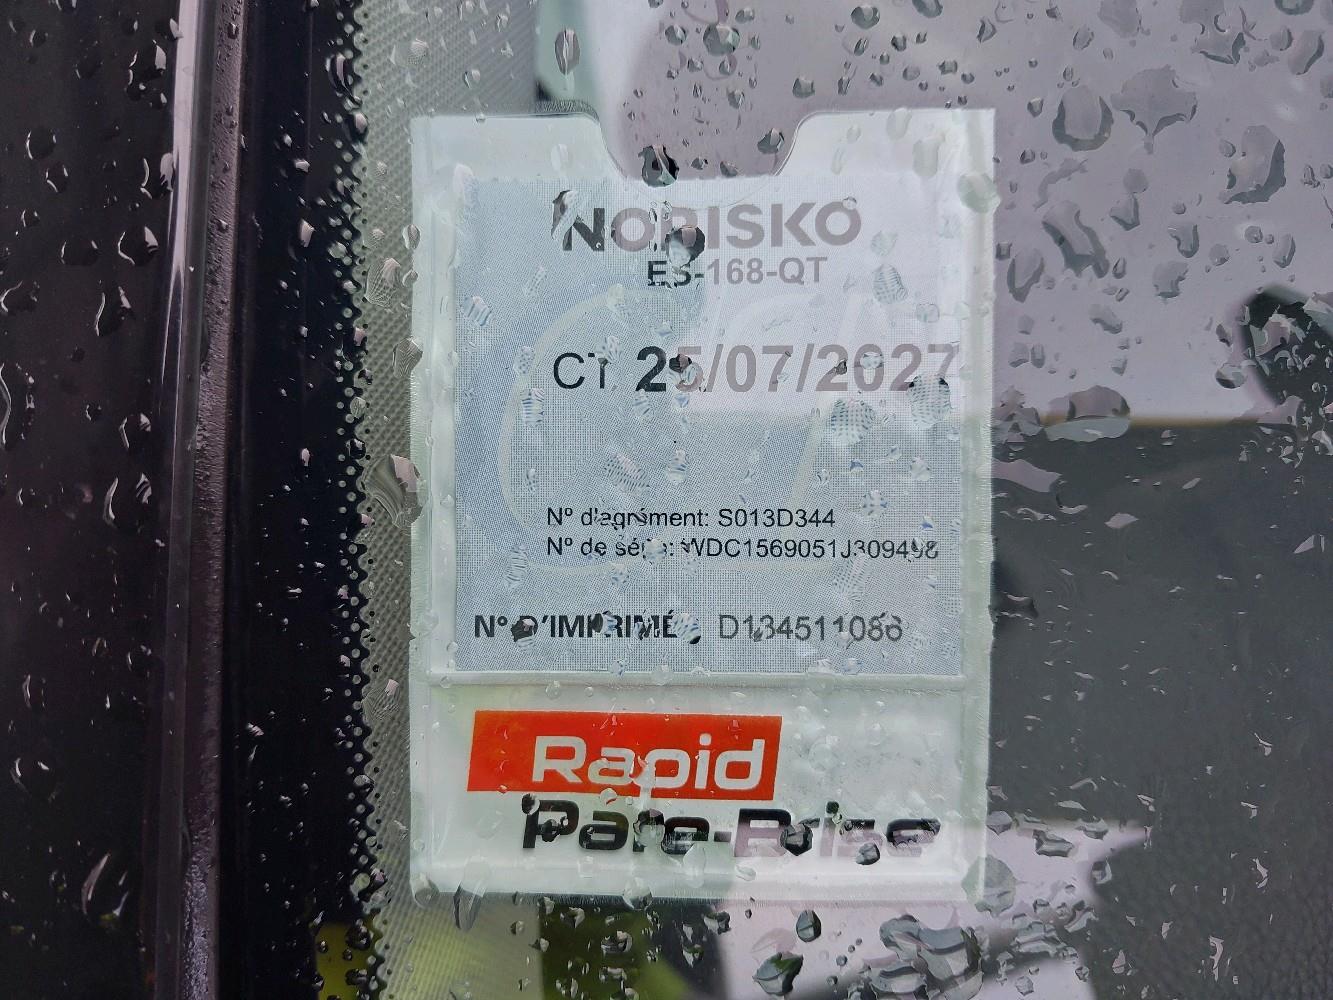 NORISKO
ES-168-QT
CT 25/07/2027
N° d'agrément: S013D344
N° de série: WDC1569051J309498
N° D'IMPRIMÉ D134511086
Rapid
Pare-Brise